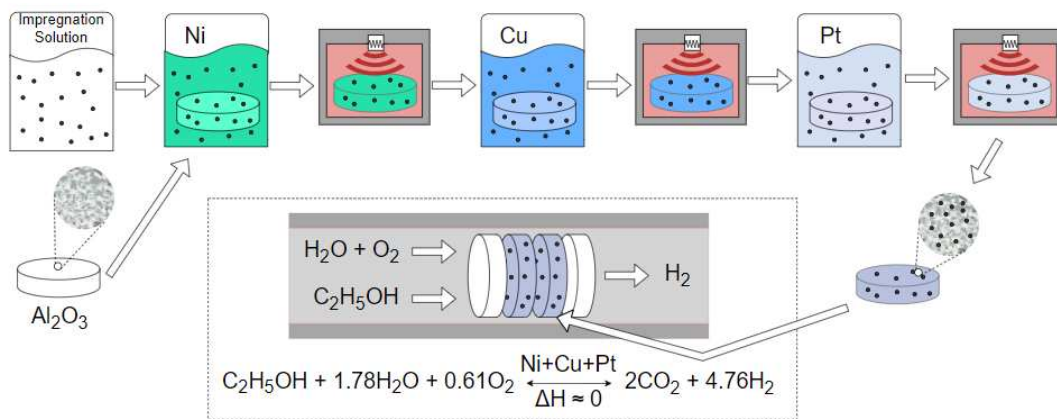 Impregnation
Solution
Ni
Cu
Pt
Al₂O₃
H₂O + O₂
C₂H₅OH
H₂
C₂H₅OH + 1.78H₂O + 0.61O₂ Ni+Cu+Pt 2CO₂ + 4.76H₂
ΔH ≈ 0